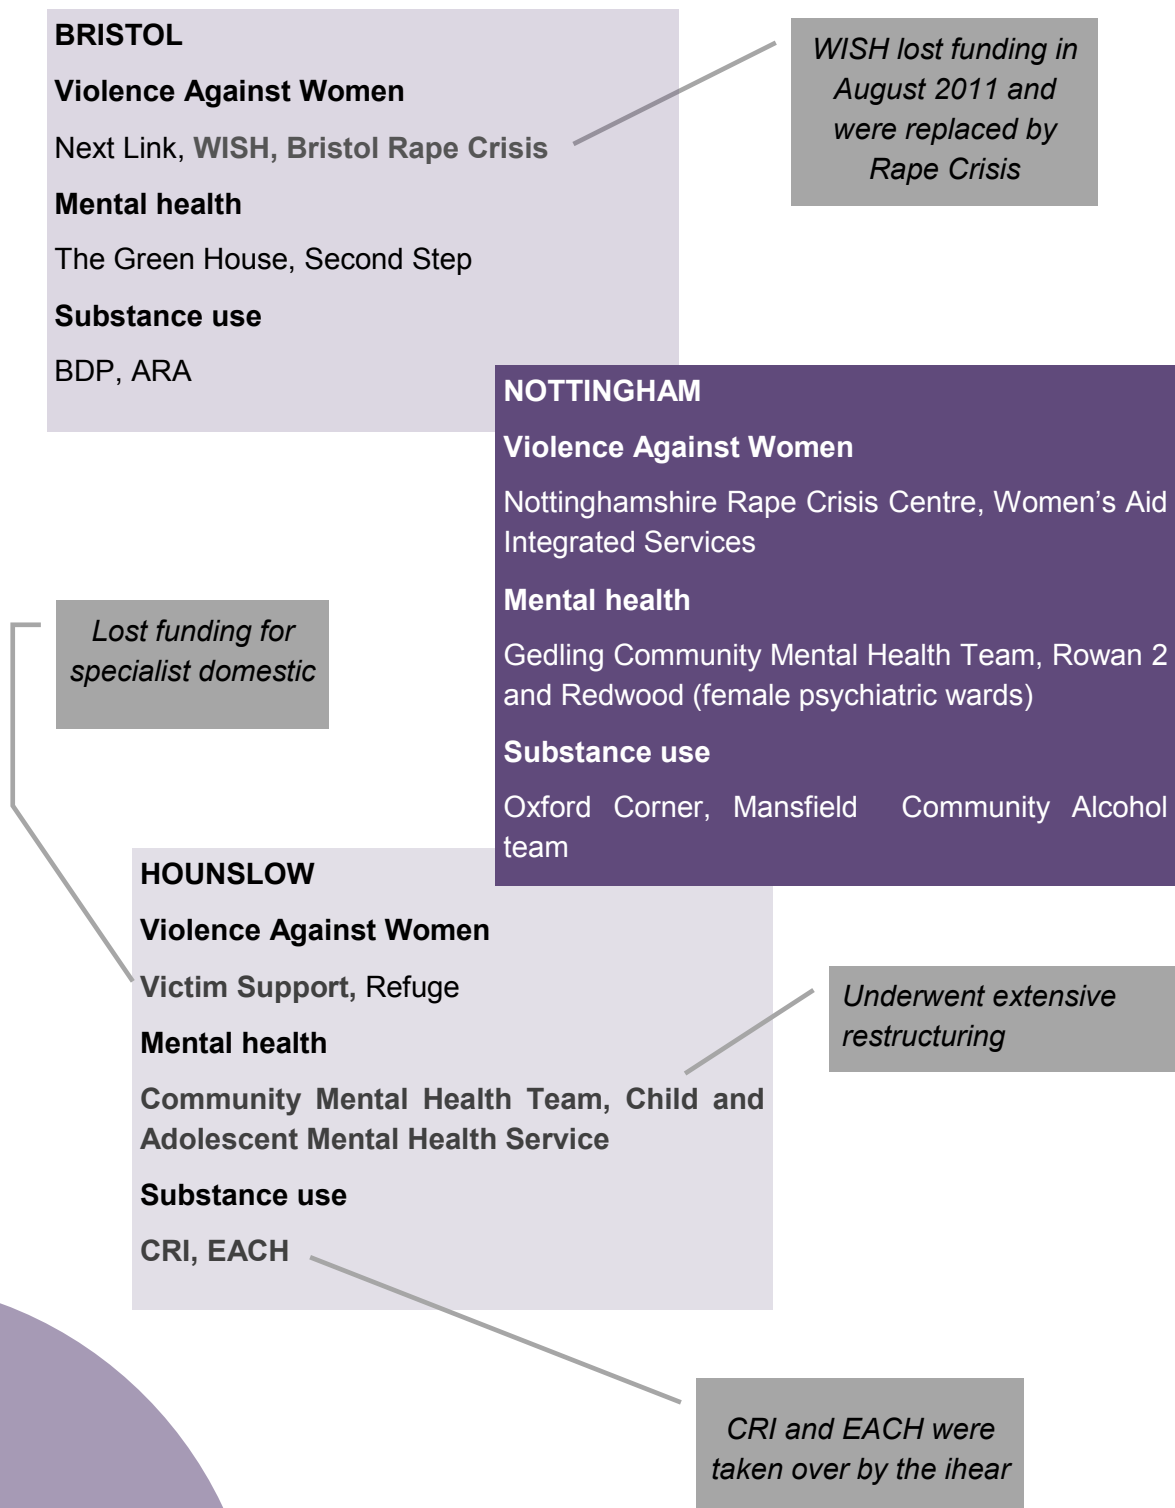 BRISTOL
Violence Against Women
Next Link, WISH, Bristol Rape Crisis
Mental health
The Green House, Second Step
Substance use
BDP, ARA
WISH lost funding in
August 2011 and
were replaced by
Rape Crisis
NOTTINGHAM
Violence Against Women
Nottinghamshire Rape Crisis Centre, Women’s Aid
Integrated Services
Mental health
Gedling Community Mental Health Team, Rowan 2
and Redwood (female psychiatric wards)
Substance use
Oxford Corner, Mansfield Community Alcohol
team
Lost funding for
specialist domestic
HOUNSLOW
Violence Against Women
Victim Support, Refuge
Mental health
Community Mental Health Team, Child and
Adolescent Mental Health Service
Substance use
CRI, EACH
Underwent extensive
restructuring
CRI and EACH were
taken over by the ihear